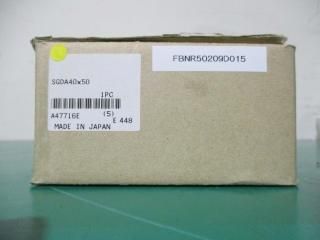 FBNR50209D015
SGDA40x50
1PC
(5)
A47716E
E 448
MADE IN JAPAN